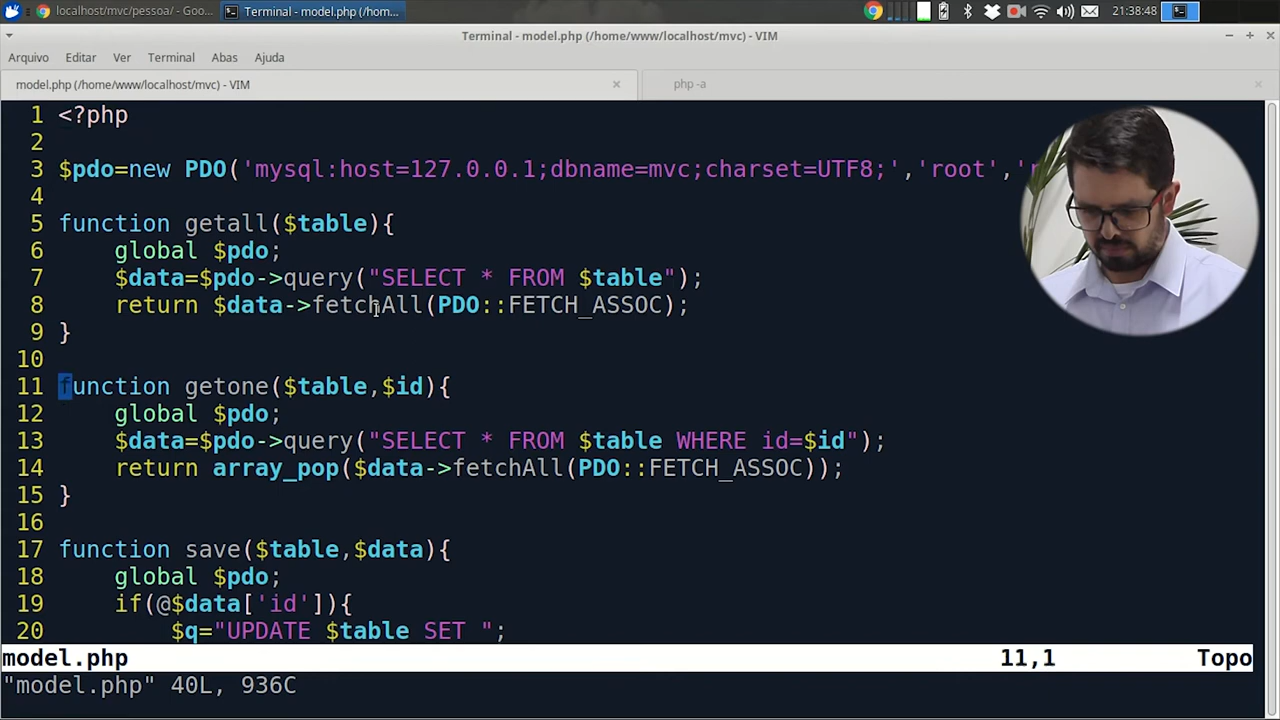 localhost/mvc/pessoa/ - Goo...
Terminal - model.php (/hom...
21:38:48
Terminal - model.php (/home/www/localhost/mvc) - VIM
Arquivo Editar Ver Terminal Abas Ajuda
model.php (/home/www/localhost/mvc) - VIM
php -a
1 <?php
2
3 $pdo=new PDO('mysql:host=127.0.0.1;dbname=mvc;charset=UTF8;','root','
4
5 function getall($table){
6 global $pdo;
7 $data=$pdo->query("SELECT * FROM $table");
8 return $data->fetchAll(PDO::FETCH_ASSOC);
9 }
10
11 function getone($table,$id){
12 global $pdo;
13 $data=$pdo->query("SELECT * FROM $table WHERE id=$id");
14 return array_pop($data->fetchAll(PDO::FETCH_ASSOC));
15 }
16
17 function save($table,$data){
18 global $pdo;
19 if(@$data['id']){
20 $q="UPDATE $table SET ";
model.php 11,1 Topo
"model.php" 40L, 936C